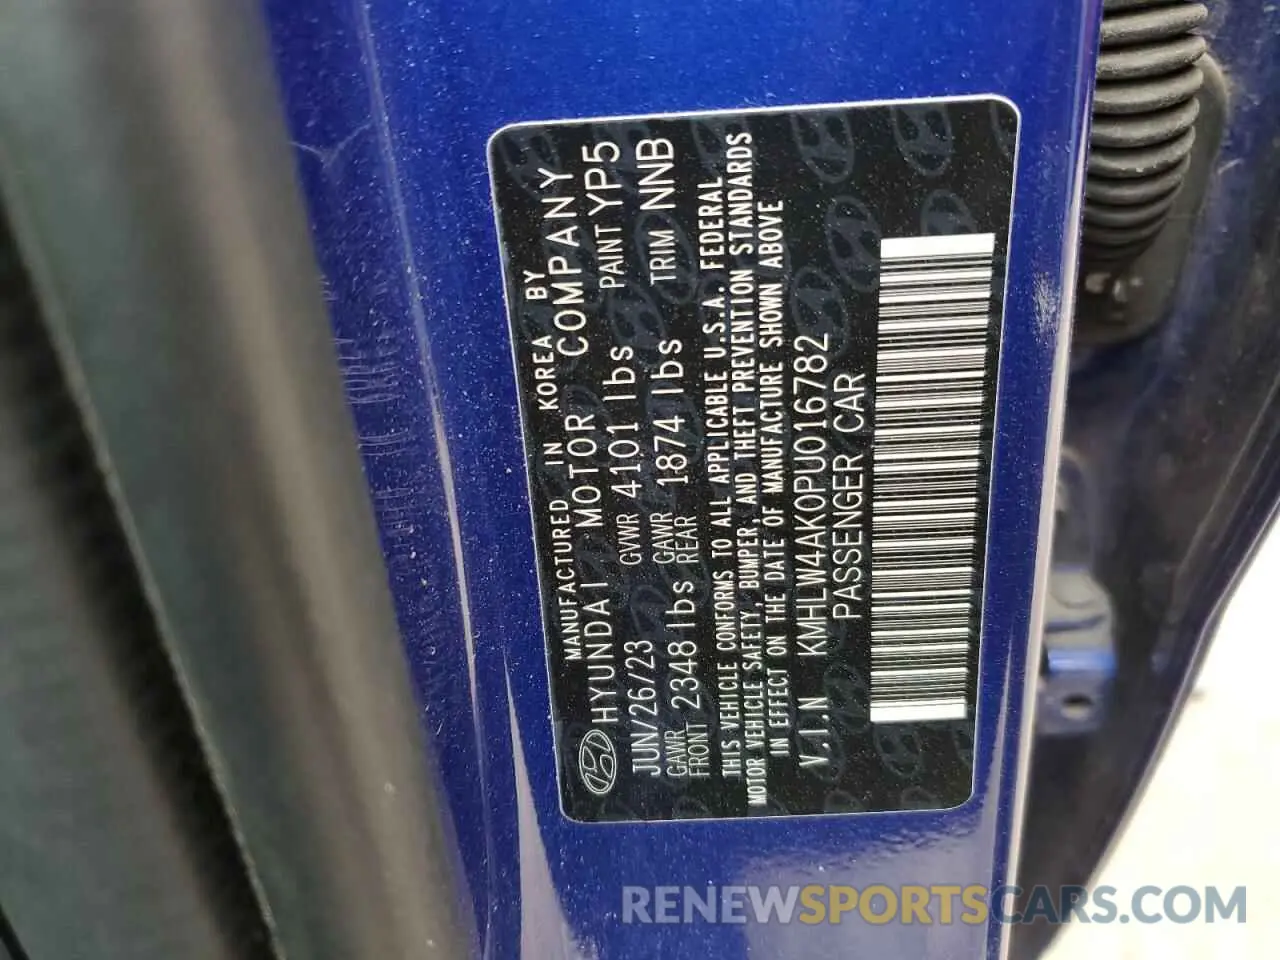 MANUFACTURED IN KOREA BY
HYUNDAI MOTOR COMPANY
JUN/26/23 GVWR 4101 lbs PAINT YP5
GAWR FRONT 2348 lbs GAWR REAR 1874 lbs TRIM NNB
THIS VEHICLE CONFORMS TO ALL APPLICABLE U.S.A. FEDERAL
MOTOR VEHICLE SAFETY, BUMPER, AND THEFT PREVENTION STANDARDS
IN EFFECT ON THE DATE OF MANUFACTURE SHOWN ABOVE
V.I.N KMHLW4AK0PU016782
PASSENGER CAR
RENEWSPORTSCARS.COM